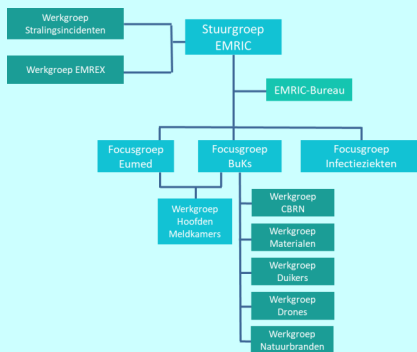 Werkgroep
Stralingsincidenten
Stuurgroep
EMRIC
Werkgroep EMREX
EMRIC-Bureau
Focusgroep
Eumed
Focusgroep
BuKs
Focusgroep
Infectieziekten
Werkgroep
Hoofden
Meldkamers
Werkgroep
CBRN
Werkgroep
Materialen
Werkgroep
Duikers
Werkgroep
Drones
Werkgroep
Natuurbranden